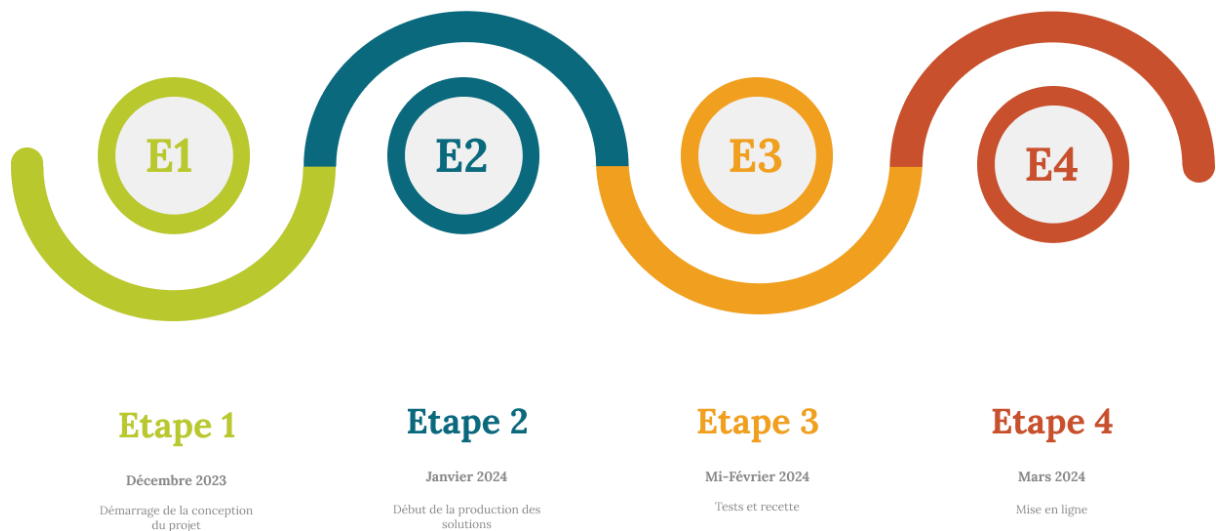 E1
E2
E3
E4
Etape 1
Décembre 2023
Démarrage de la conception
du projet
Etape 2
Janvier 2024
Début de la production des
solutions
Etape 3
Mi-Février 2024
Tests et recette
Etape 4
Mars 2024
Mise en ligne